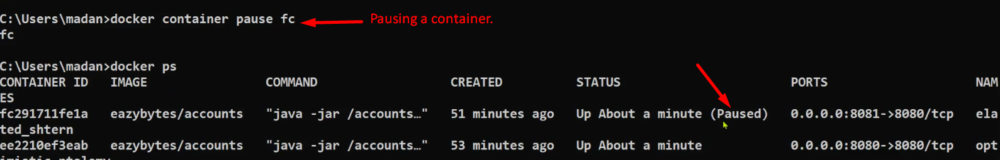 C:\Users\madan>docker container pause fc
Pausing a container.
fc
C:\Users\madan>docker ps
CONTAINER ID IMAGE COMMAND CREATED STATUS PORTS NAM
ES
fc291711fe1a eazybytes/accounts "java -jar /accounts…" 51 minutes ago Up About a minute (Paused) 0.0.0.0:8081->8080/tcp ela
ted_shtern
ee2210ef3eab eazybytes/accounts "java -jar /accounts…" 53 minutes ago Up About a minute 0.0.0.0:8080->8080/tcp opt
imistic_ptolemy